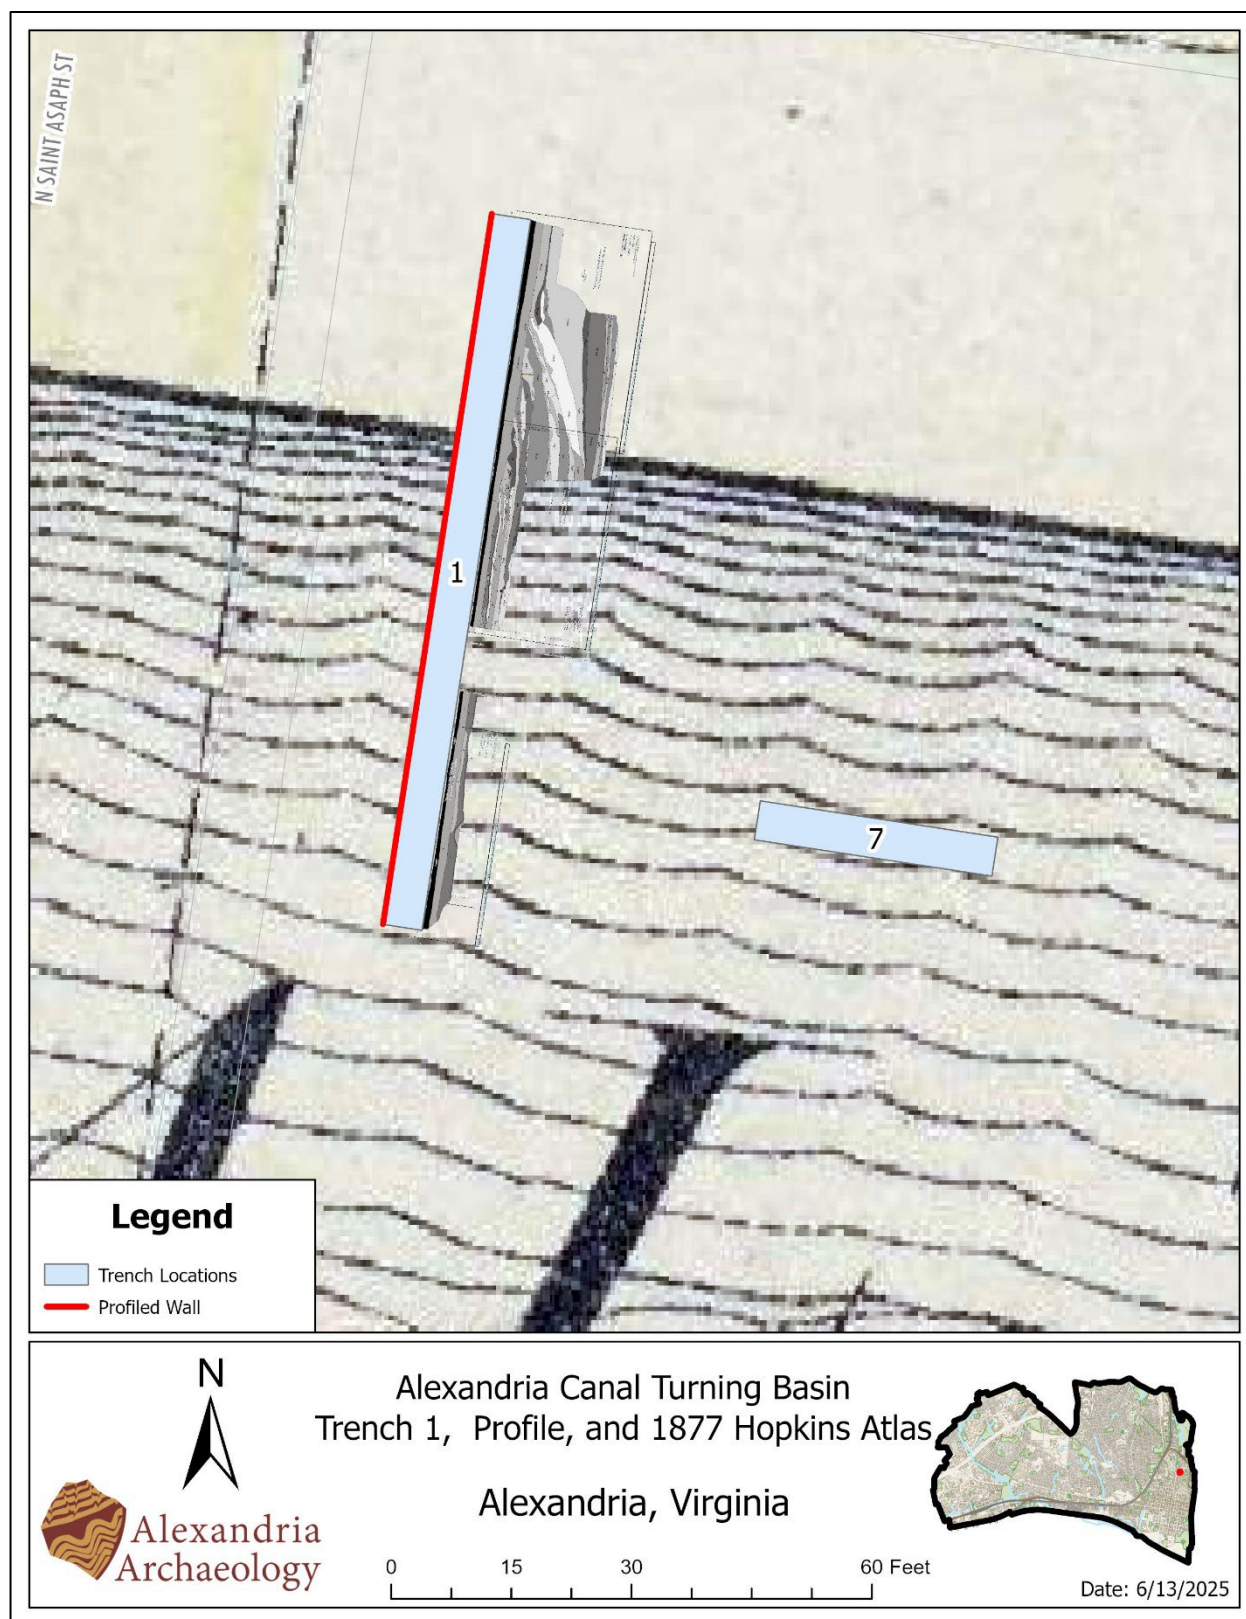 N SAINT ASAPH ST
1
7
Legend
Trench Locations
Profiled Wall
N
Alexandria Canal Turning Basin
Trench 1, Profile, and 1877 Hopkins Atlas
Alexandria, Virginia
Alexandria
Archaeology
0 15 30 60 Feet
Date: 6/13/2025